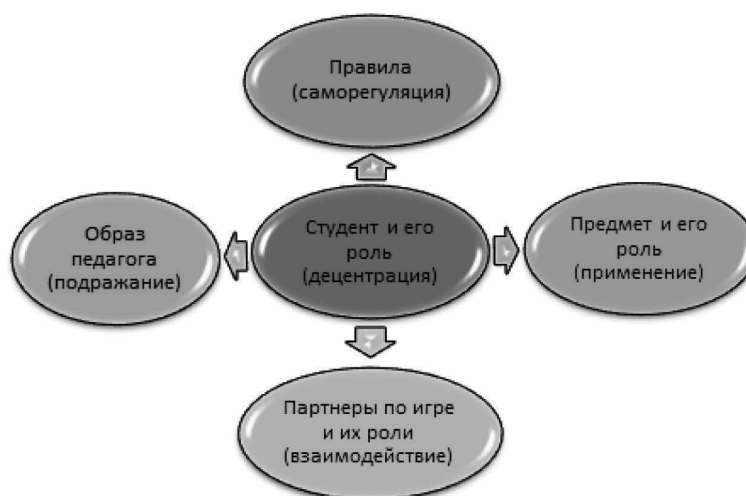 Правила
(саморегуляция)
Образ
педагога
(подражание)
Студент и его
роль
(децентрация)
Предмет и его
роль
(применение)
Партнеры по игре
и их роли
(взаимодействие)